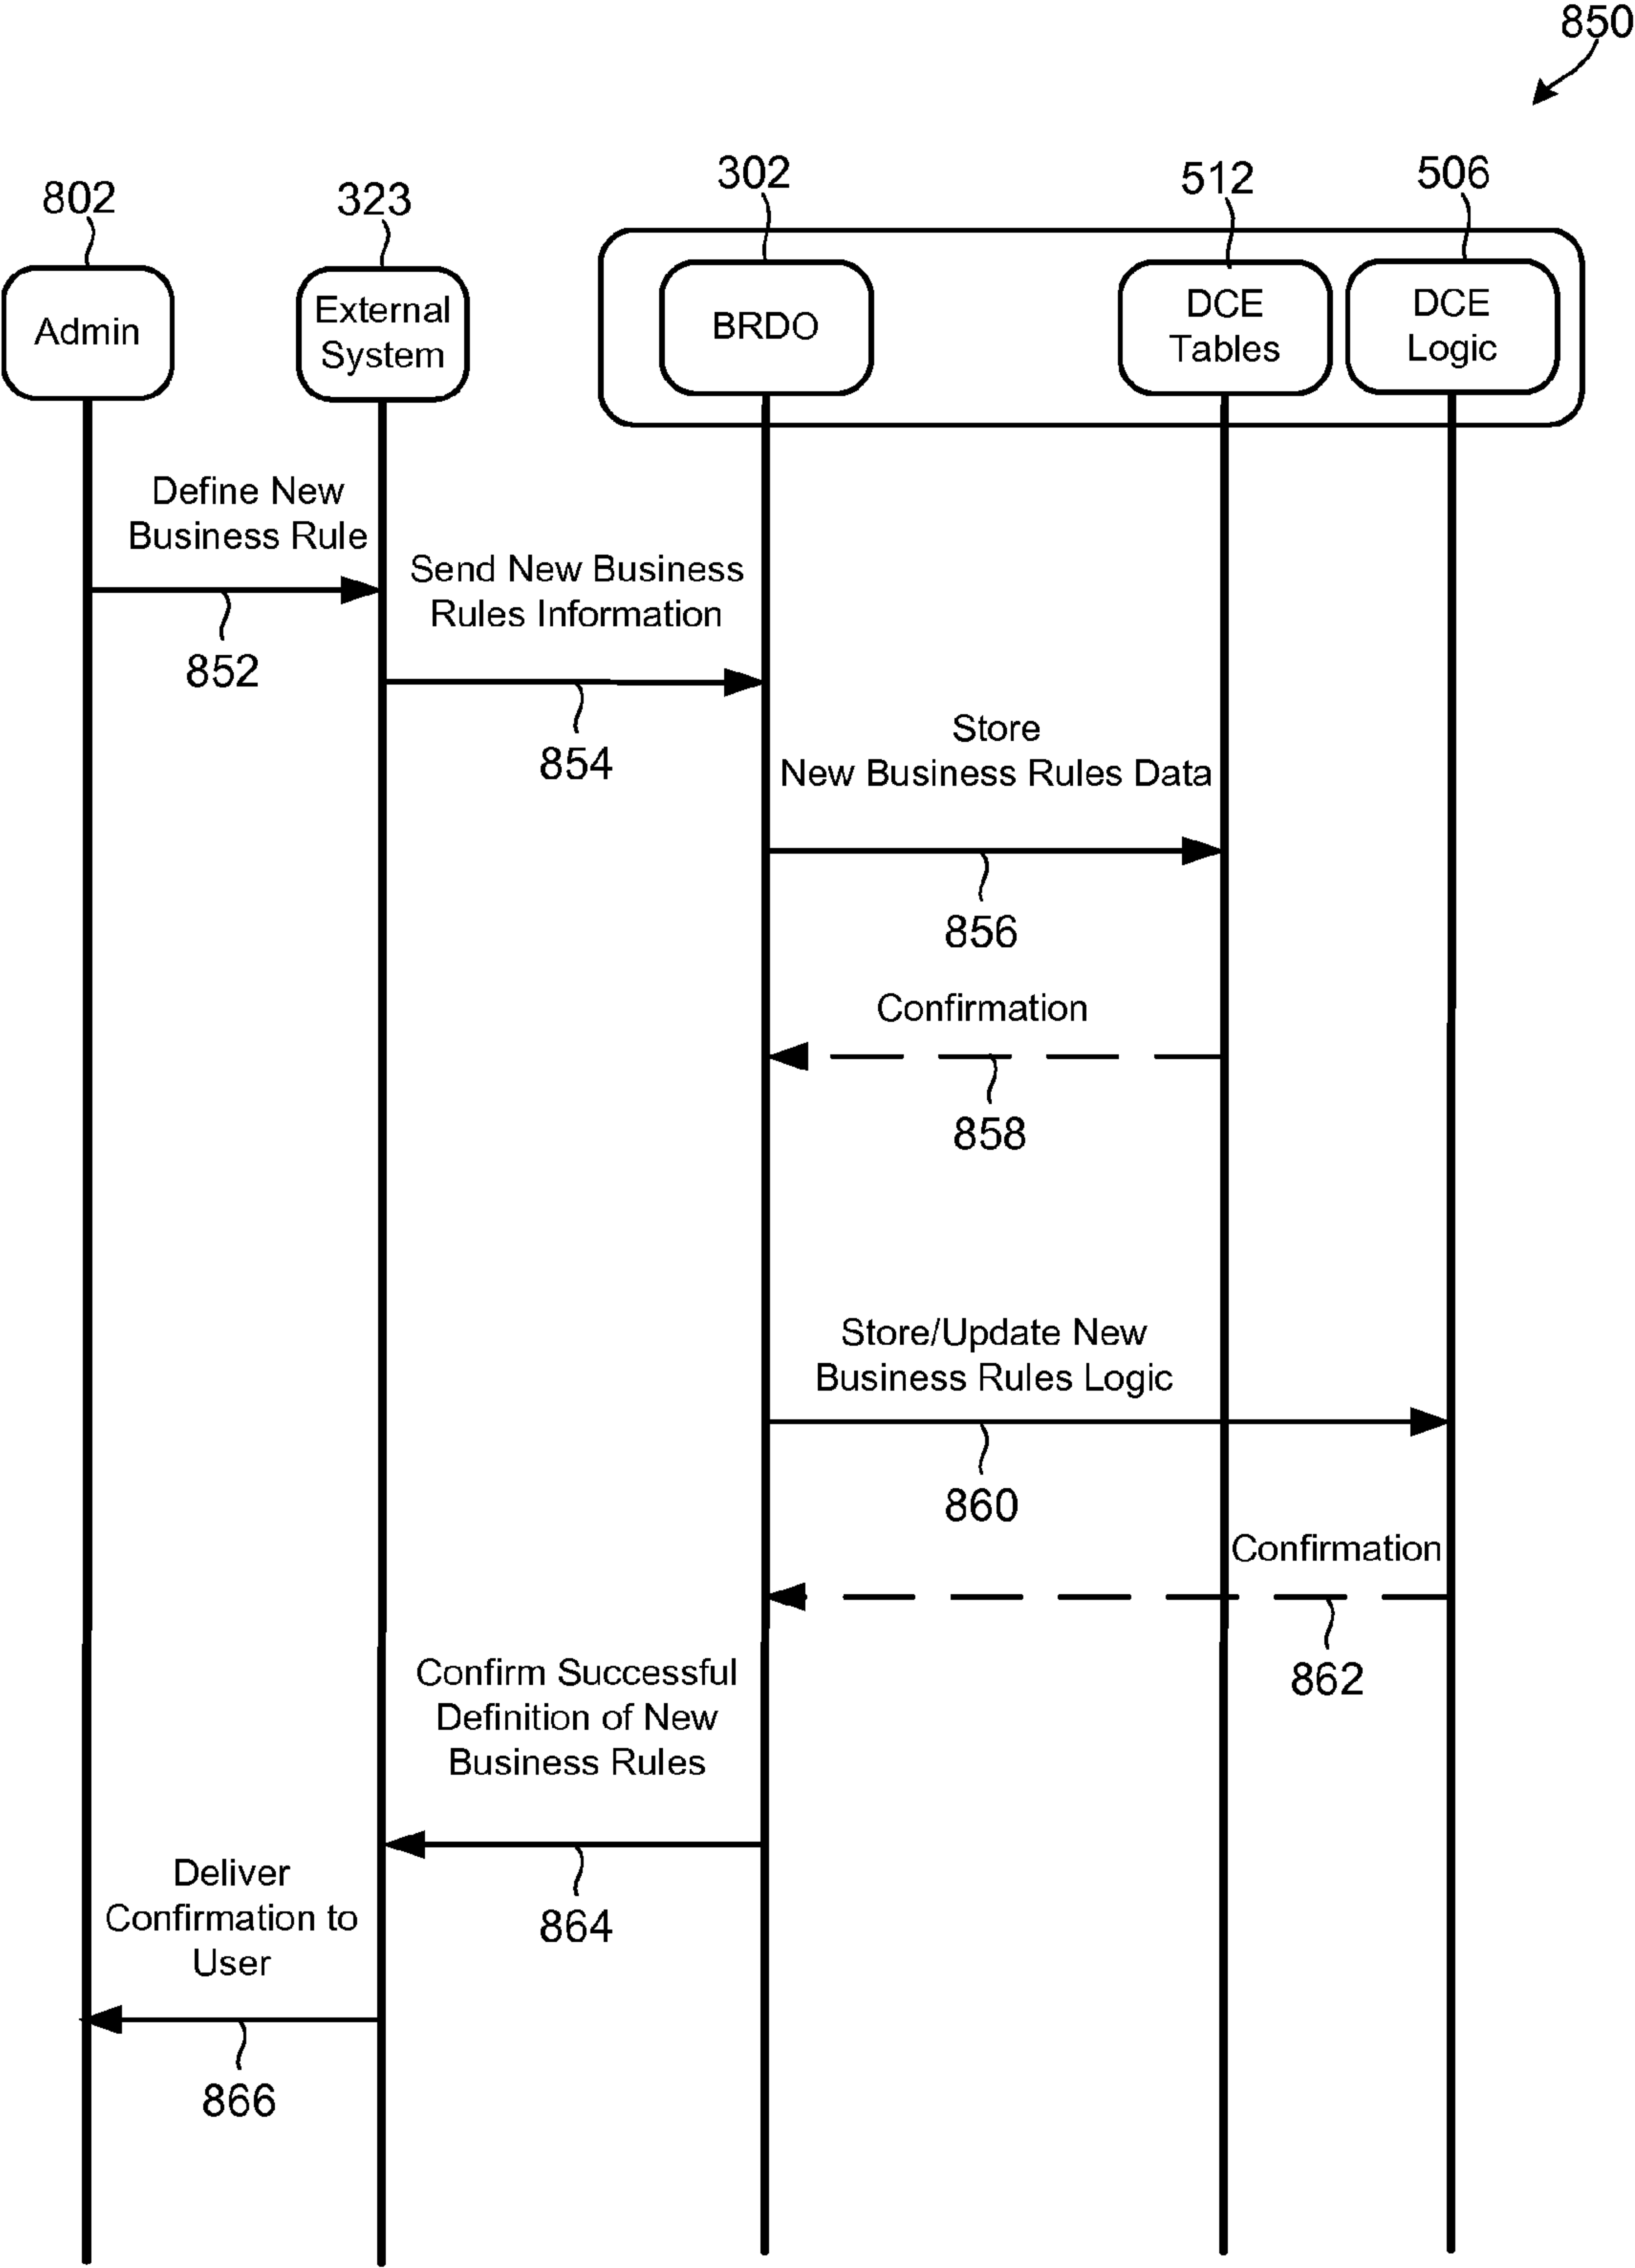 850
802
323
302
512
506
Admin
External
System
BRDO
DCE
Tables
DCE
Logic
Define New
Business Rule
852
Send New Business
Rules Information
854
Store
New Business Rules Data
856
Confirmation
858
Store/Update New
Business Rules Logic
860
Confirmation
862
Confirm Successful
Definition of New
Business Rules
864
Deliver
Confirmation to
User
866